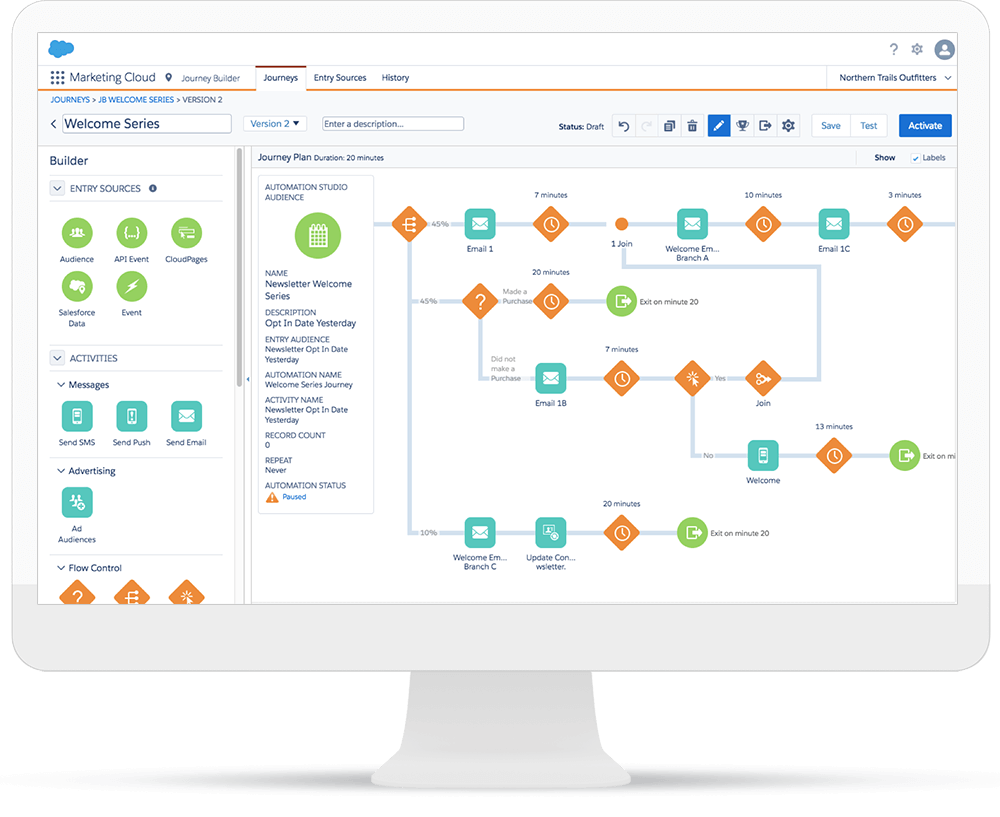 ?
Marketing Cloud
Journey Builder
Journeys
Entry Sources
History
Northern Trails Outfitters
JOURNEYS > JB WELCOME SERIES > VERSION 2
Welcome Series
Version 2
Enter a description...
Status: Draft
Save
Test
Activate
Builder
ENTRY SOURCES
Audience
{...}
API Event
CloudPages
Salesforce
Data
Event
ACTIVITIES
Messages
Send SMS
Send Push
Send Email
Advertising
Ad
Audiences
Flow Control
?
Journey Plan Duration: 20 minutes
Show
Labels
AUTOMATION STUDIO
AUDIENCE
NAME
Newsletter Welcome
Series
DESCRIPTION
Opt In Date Yesterday
ENTRY AUDIENCE
Newsletter Opt In Date
Yesterday
AUTOMATION NAME
Welcome Series Journey
ACTIVITY NAME
Newsletter Opt In Date
Yesterday
RECORD COUNT
0
REPEAT
Never
AUTOMATION STATUS
Paused
45%
Email 1
7 minutes
1 Join
Welcome Em...
Branch A
10 minutes
Email 1C
3 minutes
45%
?
Made a
Purchase
20 minutes
Exit on minute 20
Did not
make a
Purchase
Email 1B
7 minutes
Yes
Join
No
Welcome
13 minutes
Exit on mi
10%
Welcome Em...
Branch C
Update Con...
wsletter.
20 minutes
Exit on minute 20